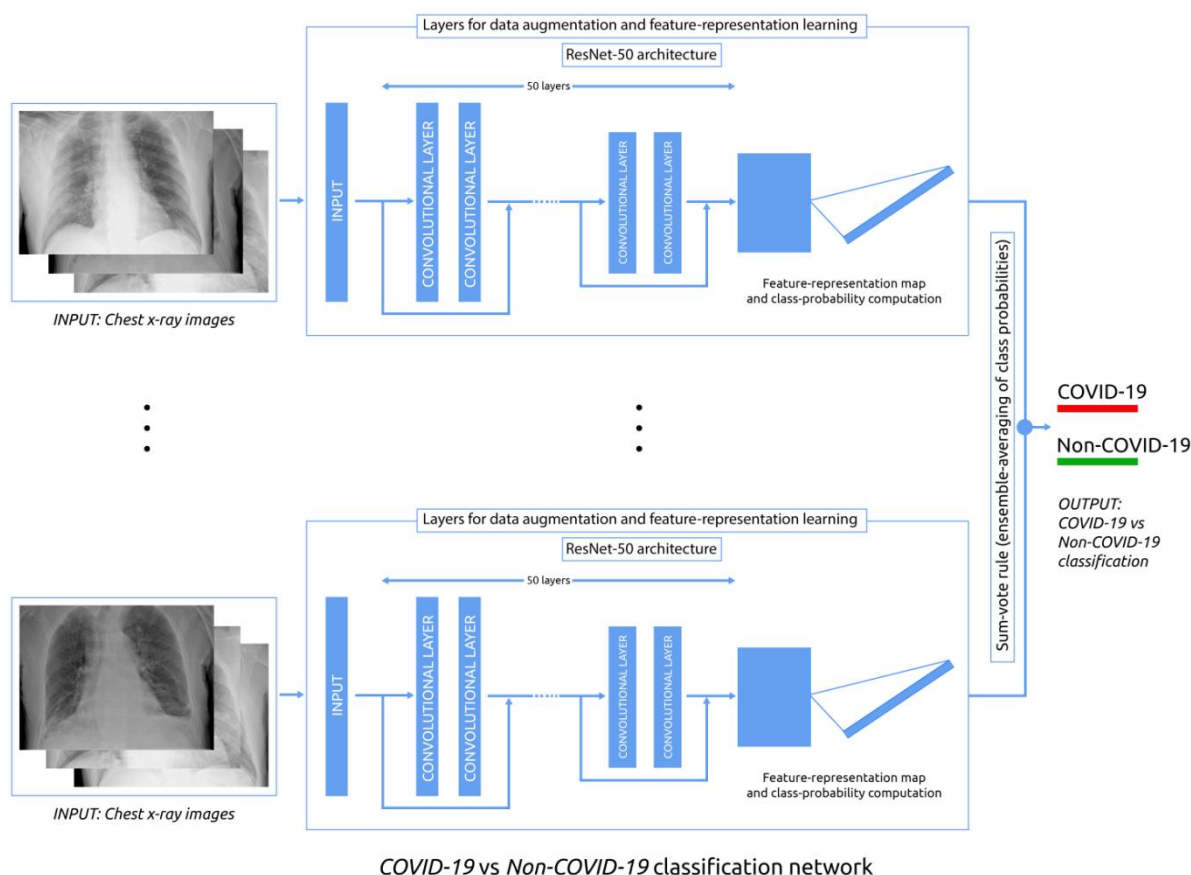 Layers for data augmentation and feature-representation learning
ResNet-50 architecture
50 layers
INPUT
CONVOLUTIONAL LAYER
CONVOLUTIONAL LAYER
CONVOLUTIONAL LAYER
CONVOLUTIONAL LAYER
Feature-representation map
and class-probability computation
INPUT: Chest x-ray images
Sum-vote rule (ensemble-averaging of class probabilities)
COVID-19
Non-COVID-19
OUTPUT:
COVID-19 vs
Non-COVID-19
classification
Layers for data augmentation and feature-representation learning
ResNet-50 architecture
50 layers
INPUT
CONVOLUTIONAL LAYER
CONVOLUTIONAL LAYER
CONVOLUTIONAL LAYER
CONVOLUTIONAL LAYER
Feature-representation map
and class-probability computation
INPUT: Chest x-ray images
COVID-19 vs Non-COVID-19 classification network